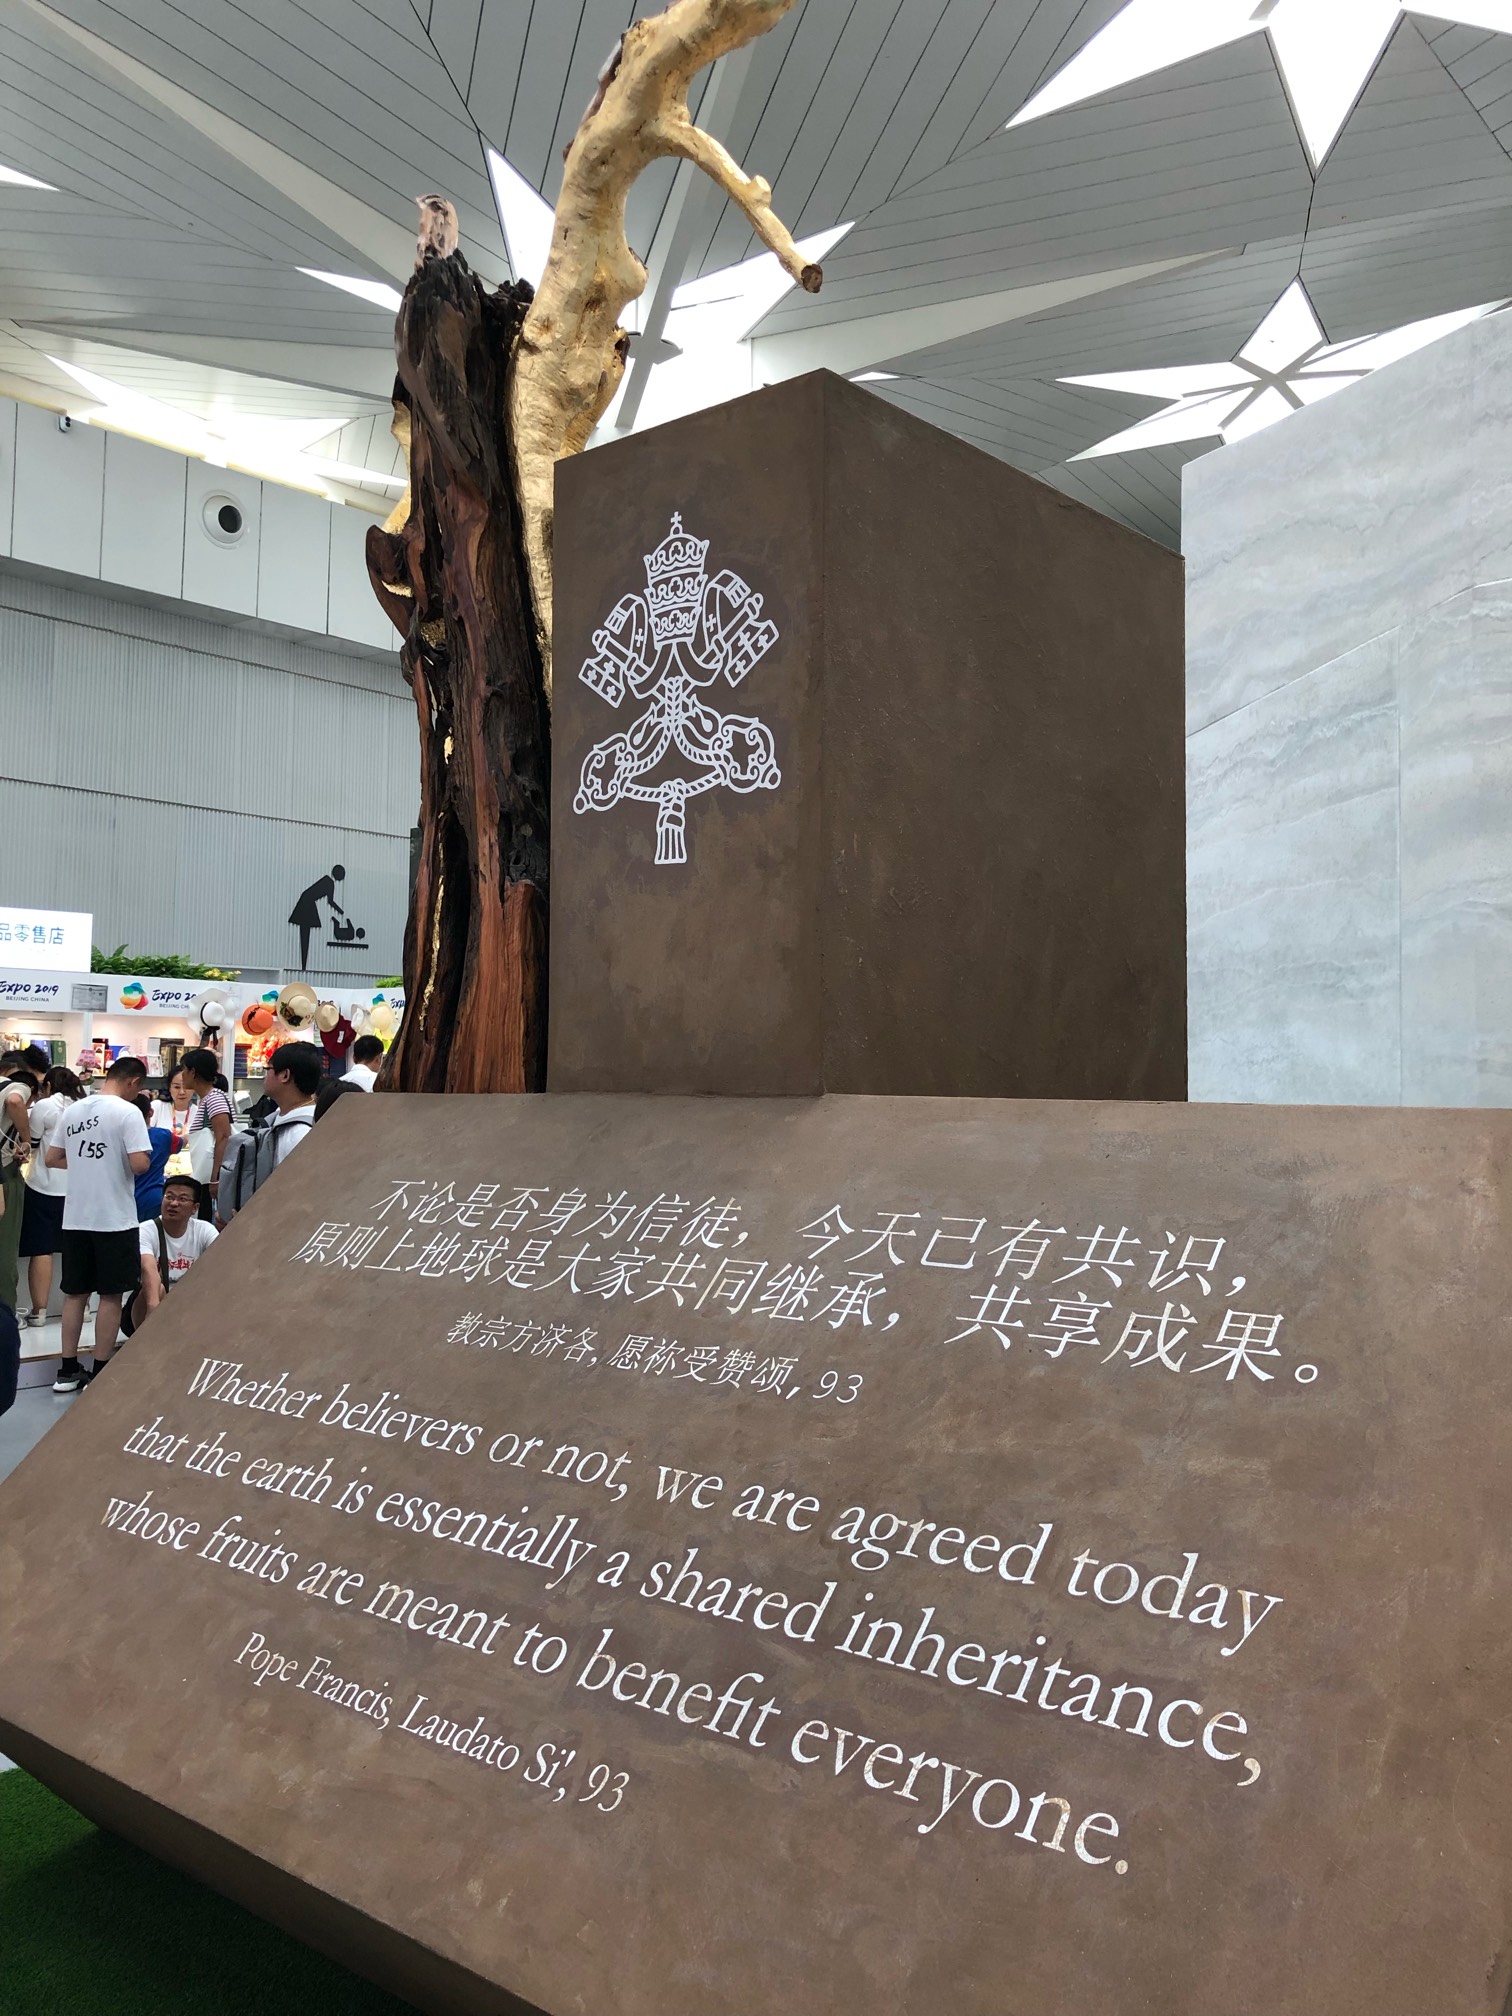 不论是否身为信徒，今天已有共识，
原则上地球是大家共同继承，共享成果。
教宗方济各, 愿祢受赞颂, 93
Whether believers or not, we are agreed today
that the earth is essentially a shared inheritance,
whose fruits are meant to benefit everyone.
Pope Francis, Laudato Si', 93
品零售店
Expo 2019
BEIJING CHINA
Expo 20
BEIJING CH
CLASS
158